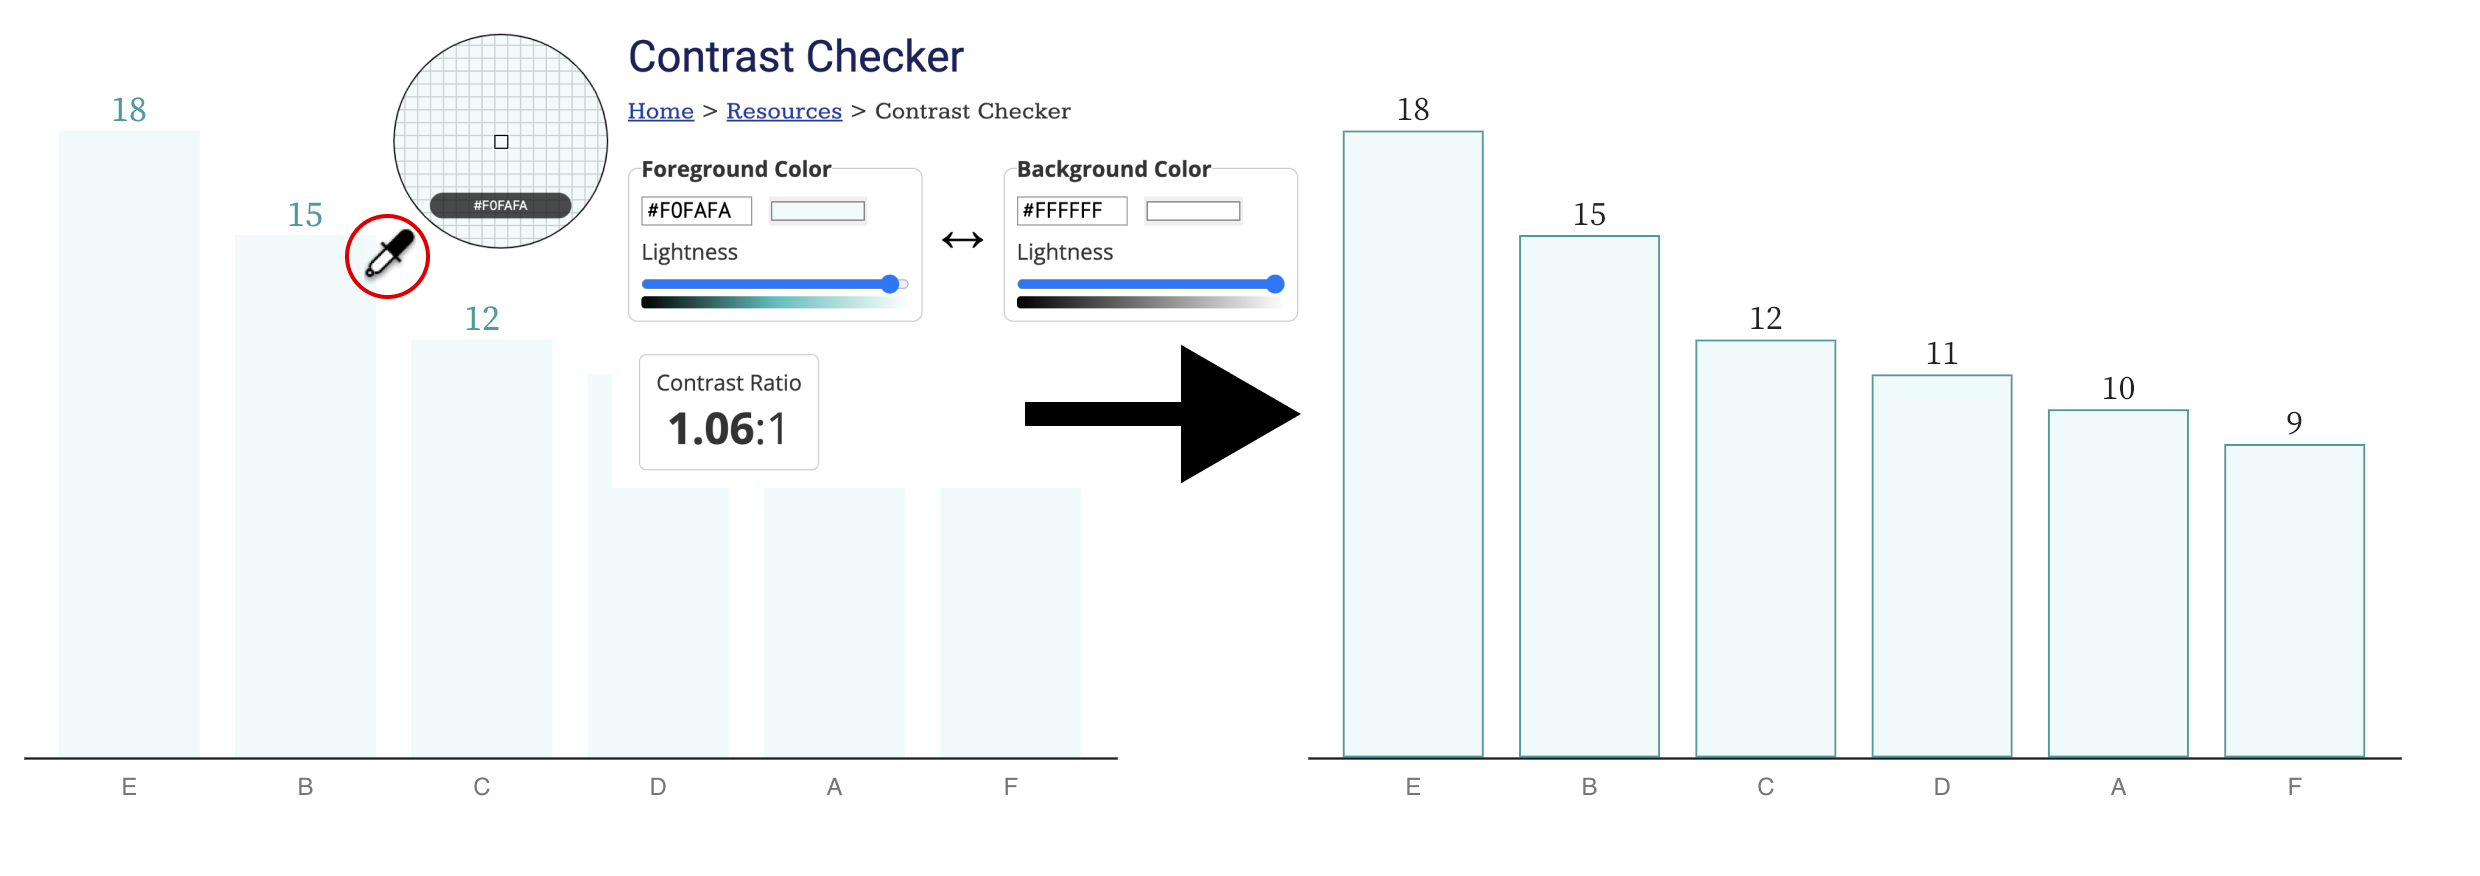 Contrast Checker
Home > Resources > Contrast Checker
Foreground Color
#F0FAFA
Lightness
Background Color
#FFFFFF
Lightness
Contrast Ratio
1.06:1
#F0FAFA
18
15
12
E B C D A F
18
15
12
11
10
9
E B C D A F